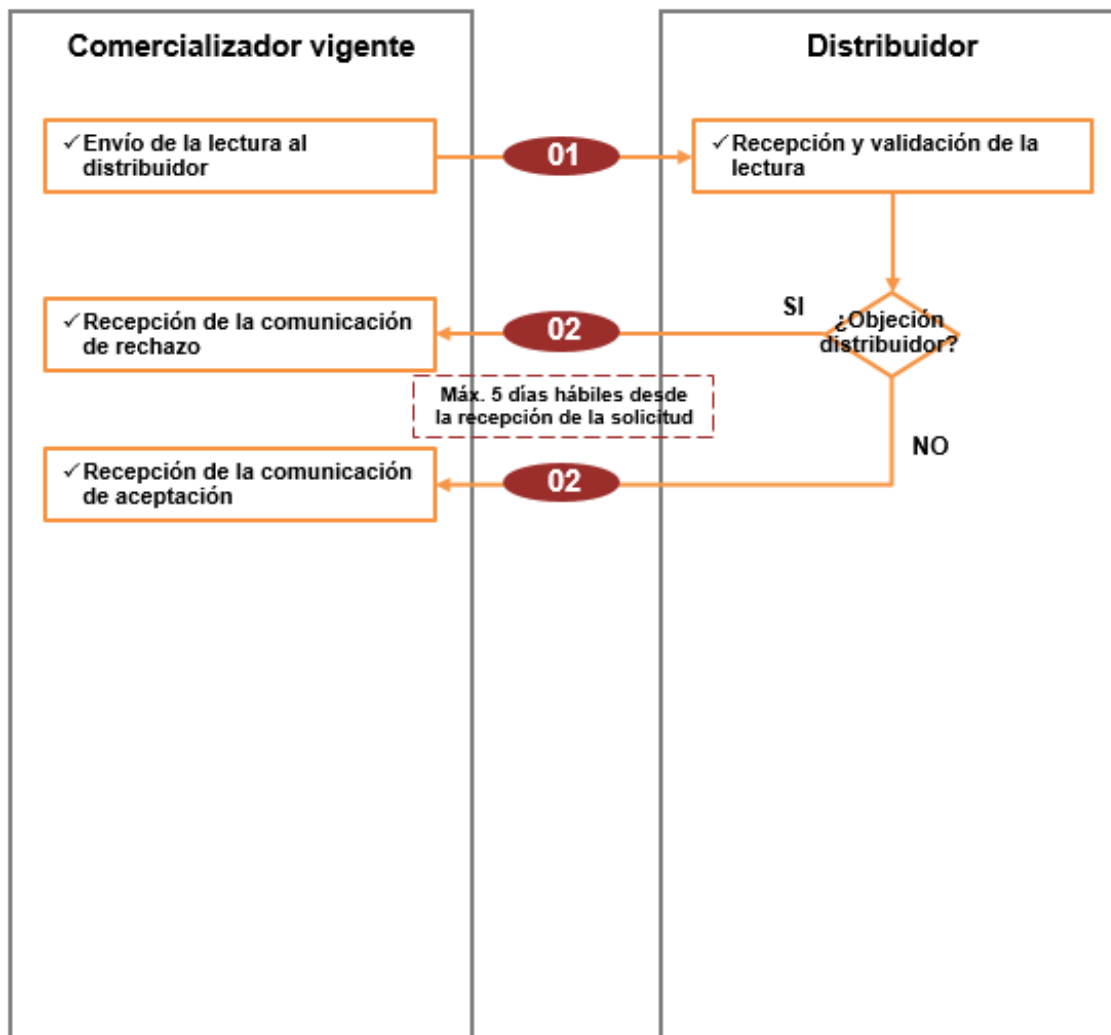 Comercializador vigente
Distribuidor
✓ Envío de la lectura al
distribuidor
01
✓ Recepción y validación de la
lectura
SI
¿Objeción
distribuidor?
✓ Recepción de la comunicación
de rechazo
02
Máx. 5 días hábiles desde
la recepción de la solicitud
NO
✓ Recepción de la comunicación
de aceptación
02